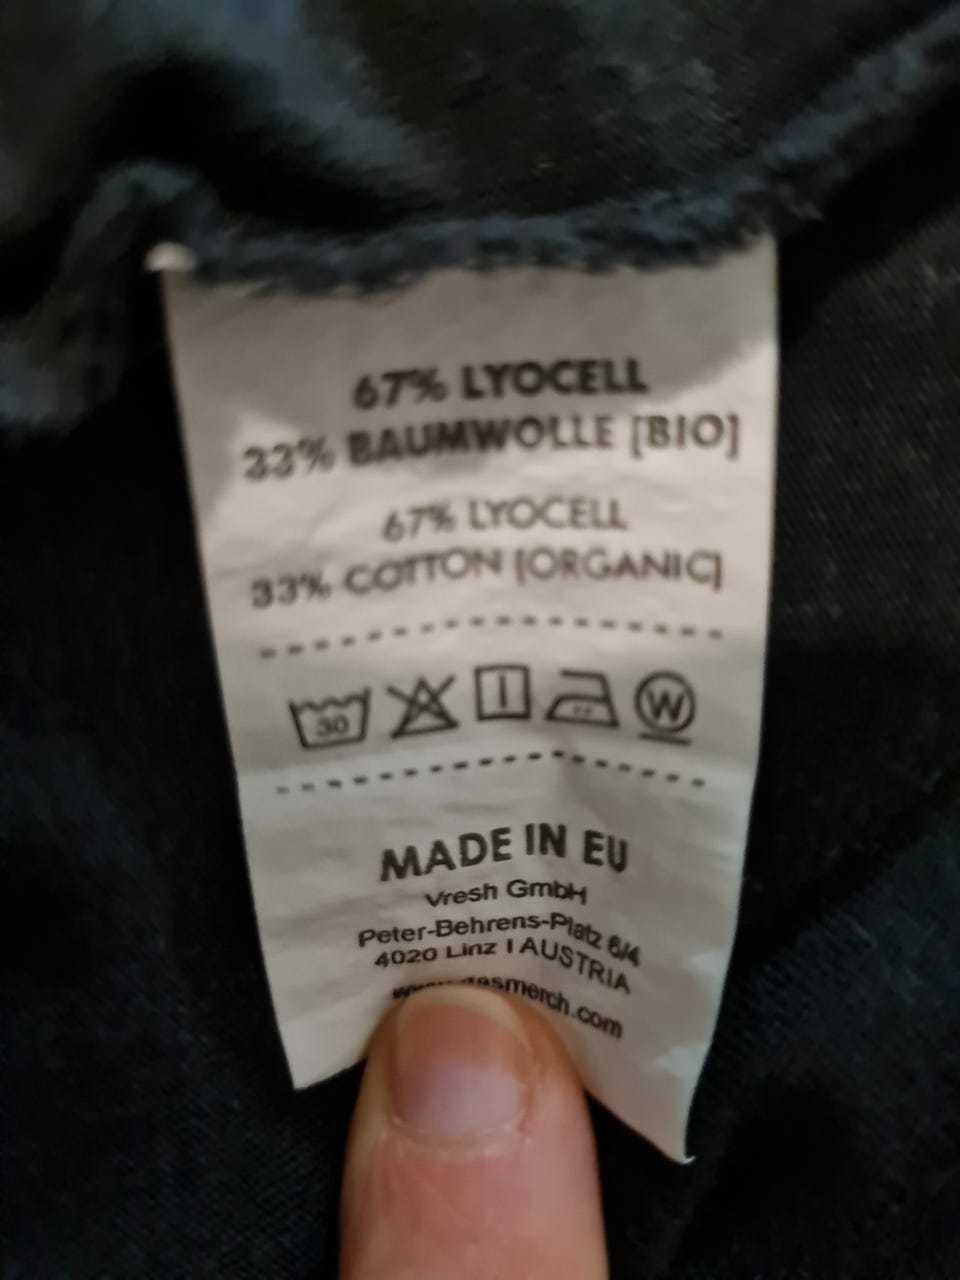 67% LYOCELL
33% BAUMWOLLE [BIO]
67% LYOCELL
33% COTTON [ORGANIC]
30
W
MADE IN EU
Vresh GmbH
Peter-Behrens-Platz 6/4
4020 Linz I AUSTRIA